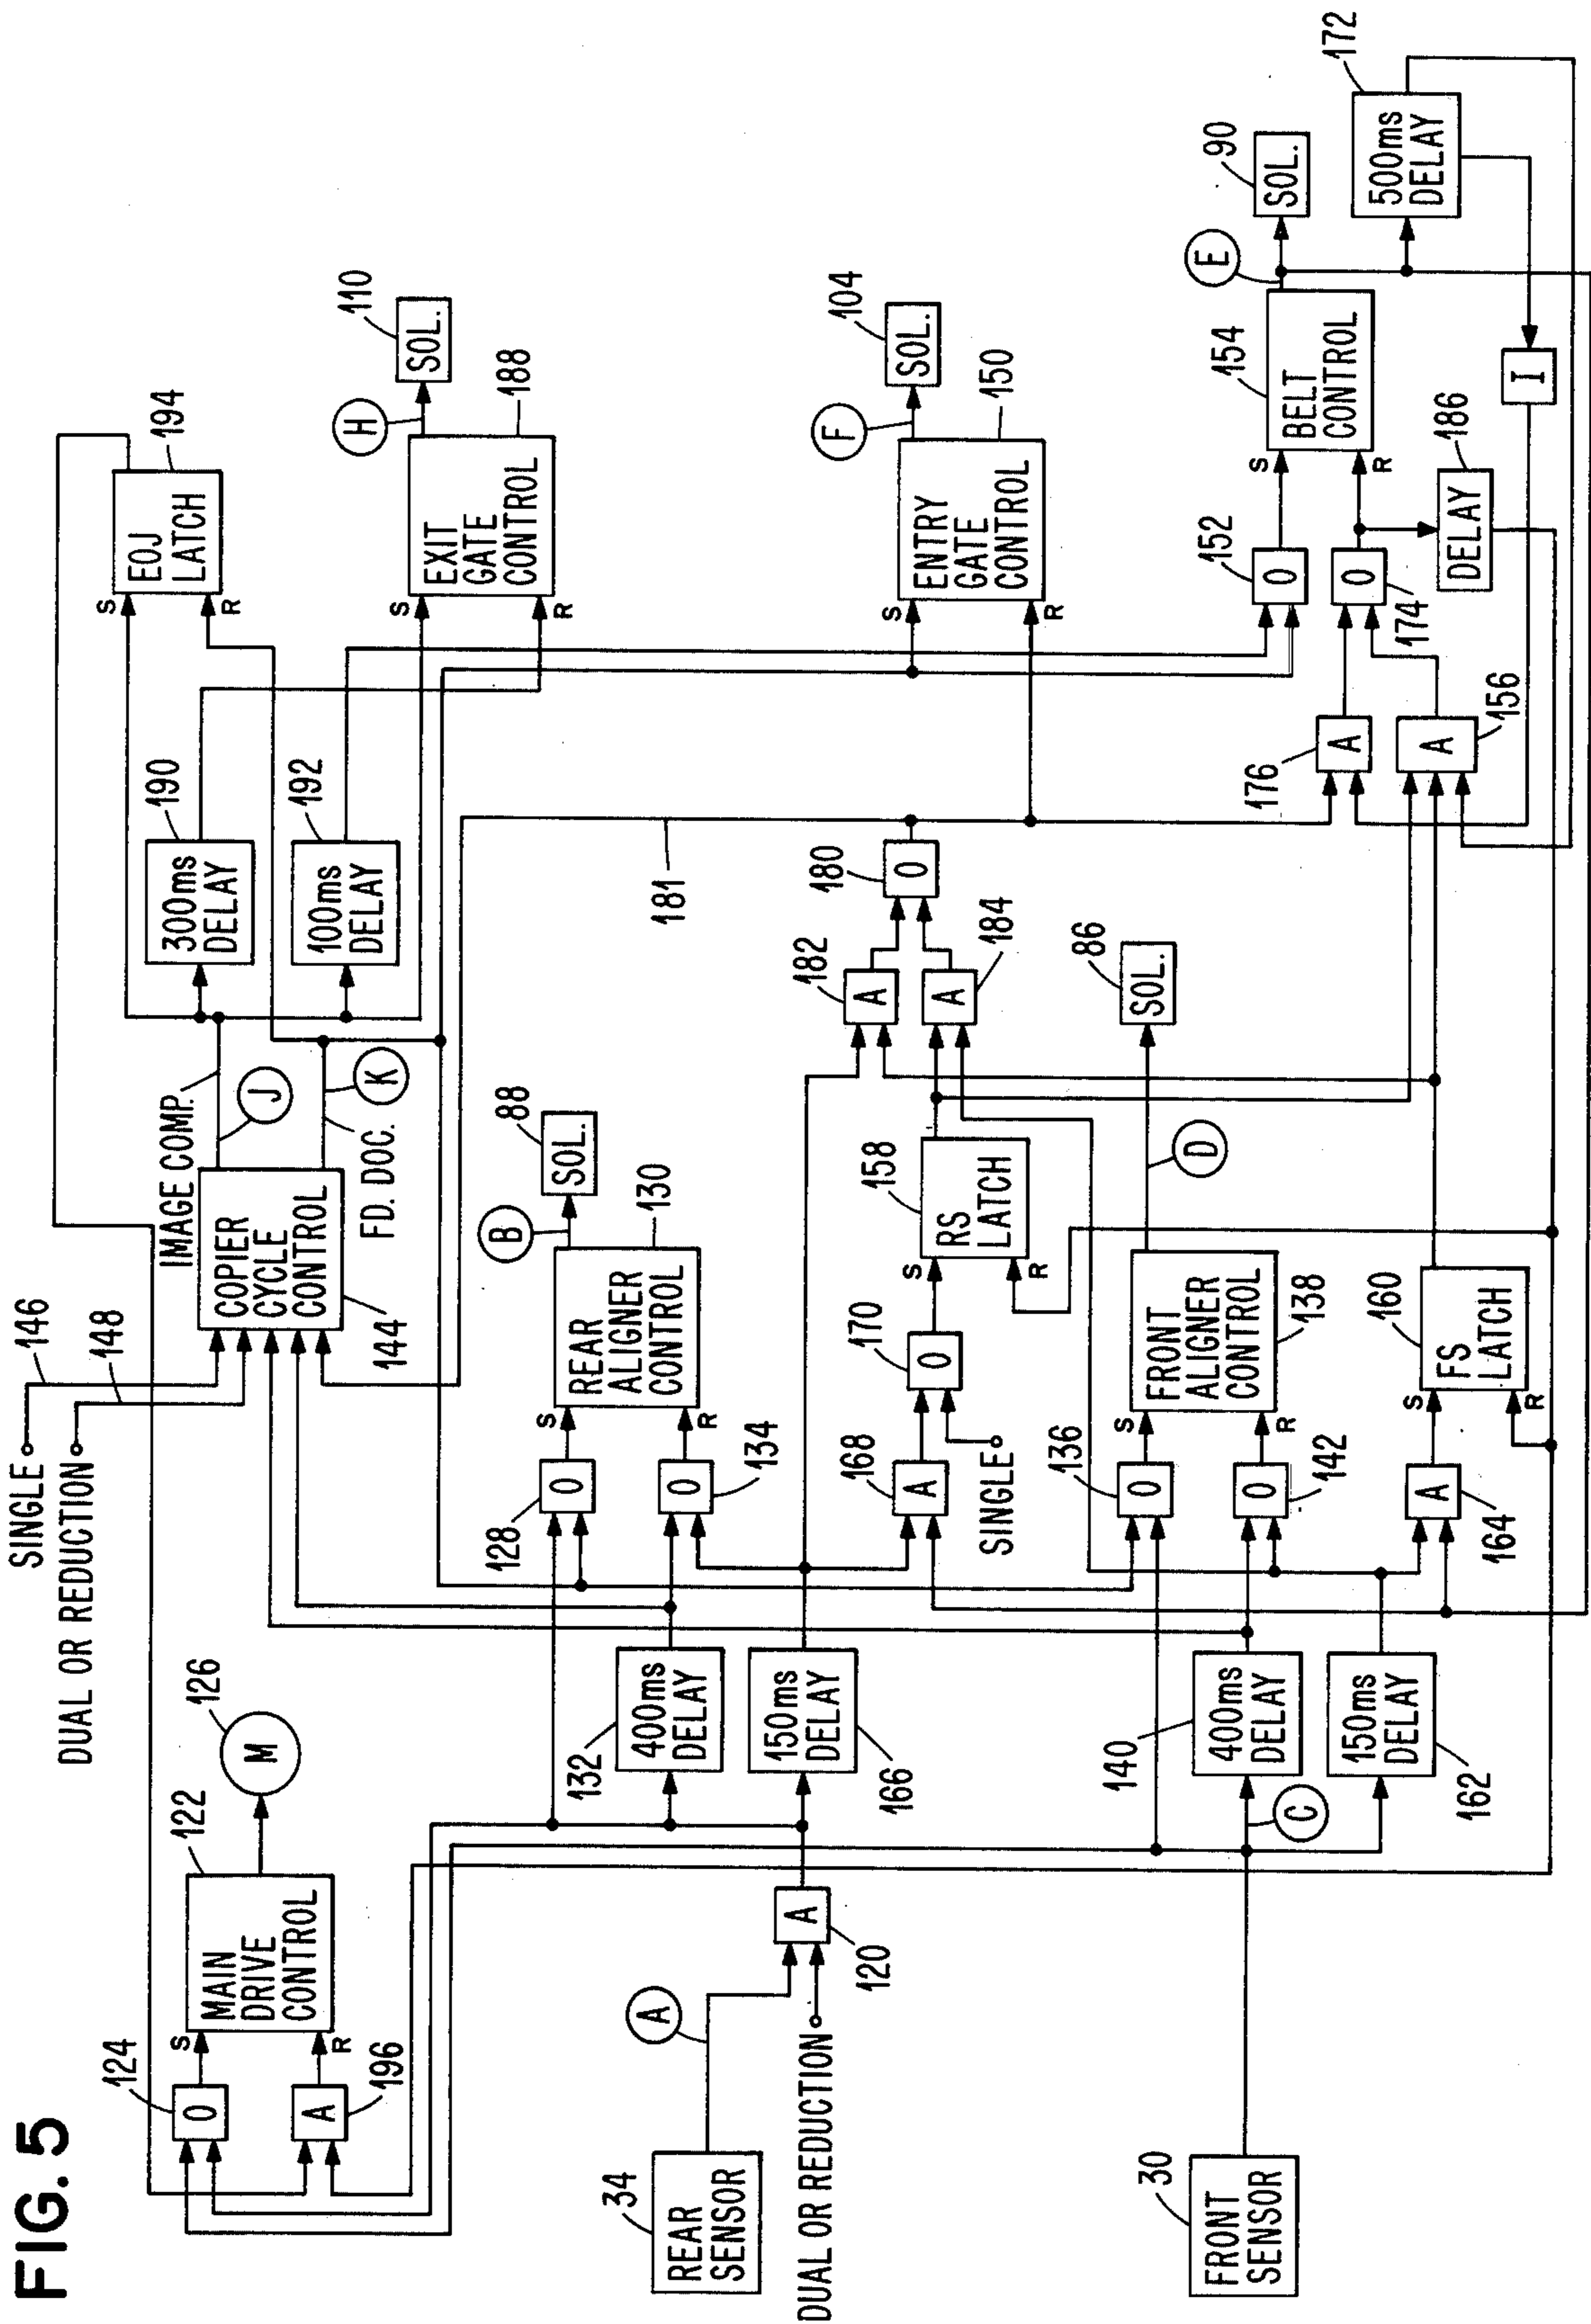 FIG. 5
SINGLE
146
DUAL OR REDUCTION
148
124
O
S
MAIN
DRIVE
CONTROL
R
A
196
122
M
126
IMAGE COMP.
COPIER
CYCLE
CONTROL
144
J
K
FD. DOC.
300ms
DELAY
190
100ms
DELAY
192
S
EOJ
LATCH
R
194
S
EXIT
GATE
CONTROL
R
188
H
SOL.
110
34
REAR
SENSOR
A
DUAL OR REDUCTION
A
120
132
400ms
DELAY
150ms
DELAY
166
128
O
S
REAR
ALIGNER
CONTROL
R
O
134
130
B
SOL.
88
181
S
ENTRY
GATE
CONTROL
R
150
F
SOL.
104
168
A
SINGLE
170
O
S
RS
LATCH
R
158
182
A
A
184
180
O
30
FRONT
SENSOR
C
140
400ms
DELAY
150ms
DELAY
162
136
O
S
FRONT
ALIGNER
CONTROL
R
O
142
138
D
SOL.
86
A
164
S
FS
LATCH
R
160
176
A
A
156
O
152
O
174
S
BELT
CONTROL
R
154
DELAY
186
E
SOL.
90
I
500ms
DELAY
172